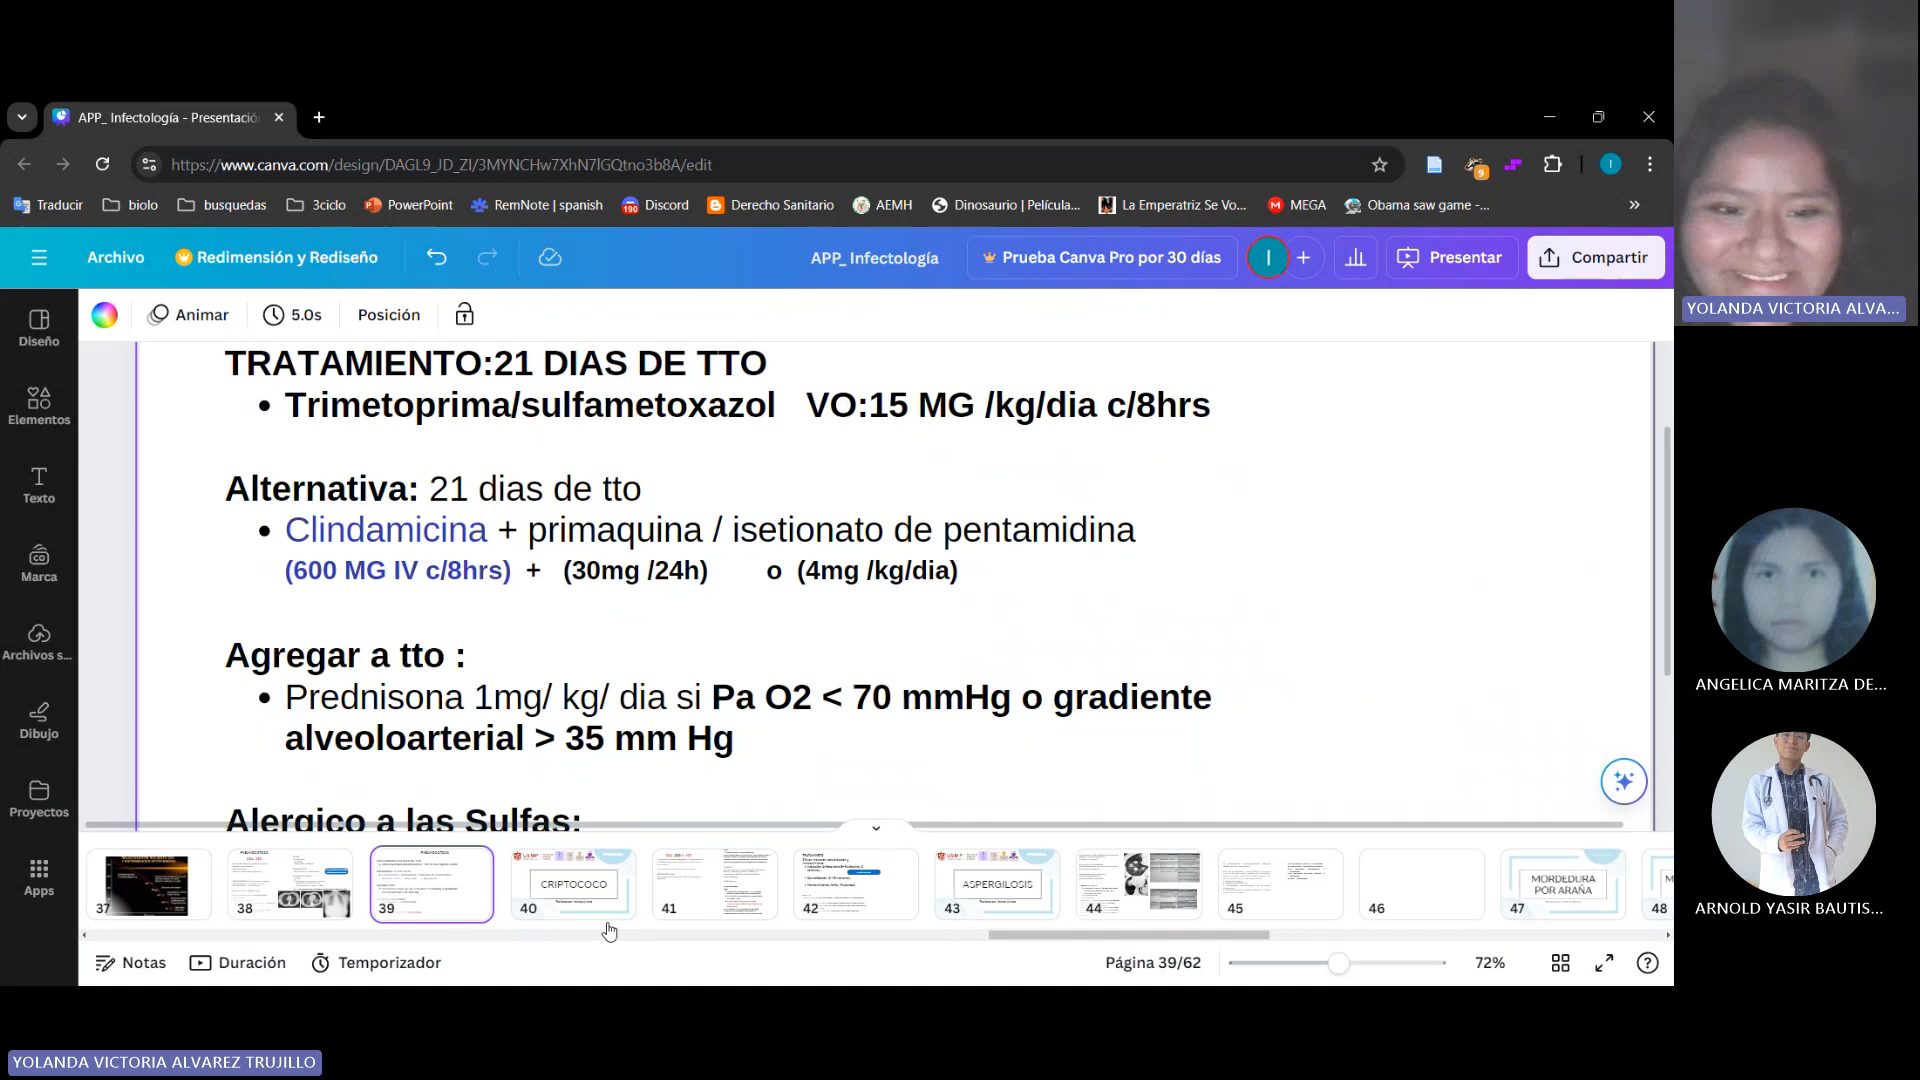 APP_ Infectología - Presentació
https://www.canva.com/design/DAGL9_JD_ZI/3MYNCHw7XhN7lGQtno3b8A/edit
9
I
Traducir
biolo
busquedas
3ciclo
PowerPoint
RemNote | spanish
190
Discord
Derecho Sanitario
AEMH
Dinosaurio | Película...
La Emperatriz Se Vo...
M
MEGA
Obama saw game -...
Archivo
Redimensión y Rediseño
APP_ Infectología
Prueba Canva Pro por 30 días
I
Presentar
Compartir
Animar
5.0s
Posición
Diseño
Elementos
Texto
Marca
Archivos s...
Dibujo
Proyectos
Apps
TRATAMIENTO:21 DIAS DE TTO
• Trimetoprima/sulfametoxazol VO:15 MG /kg/dia c/8hrs
Alternativa: 21 dias de tto
• Clindamicina + primaquina / isetionato de pentamidina
(600 MG IV c/8hrs) + (30mg /24h) o (4mg /kg/dia)
Agregar a tto :
• Prednisona 1mg/ kg/ dia si Pa O2 < 70 mmHg o gradiente
alveoloarterial > 35 mm Hg
Alergico a las Sulfas:
37
38
39
CRIPTOCOCO
40
41
42
ASPERGILOSIS
43
44
45
46
MORDEDURA
POR ARAÑA
47
48
Notas
Duración
Temporizador
Página 39/62
72%
YOLANDA VICTORIA ALVA...
ANGELICA MARITZA DE...
ARNOLD YASIR BAUTIS...
YOLANDA VICTORIA ALVAREZ TRUJILLO